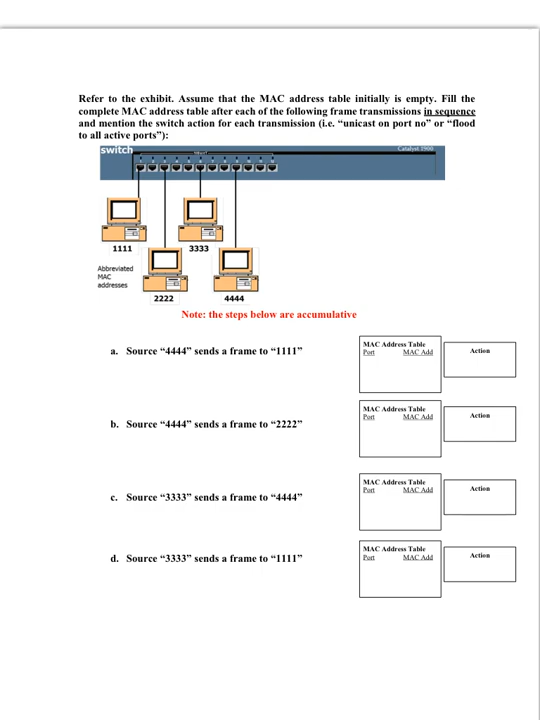 Refer to the exhibit. Assume that the MAC address table initially is empty. Fill the
complete MAC address table after each of the following frame transmissions in sequence
and mention the switch action for each transmission (i.e. “unicast on port no” or “flood
to all active ports”):
switch
Catalyst 1900
1111
3333
Abbreviated
MAC
addresses
2222
4444
Note: the steps below are accumulative
a. Source “4444” sends a frame to “1111”
MAC Address Table
Port MAC Add
Action
b. Source “4444” sends a frame to “2222”
MAC Address Table
Port MAC Add
Action
c. Source “3333” sends a frame to “4444”
MAC Address Table
Port MAC Add
Action
d. Source “3333” sends a frame to “1111”
MAC Address Table
Port MAC Add
Action